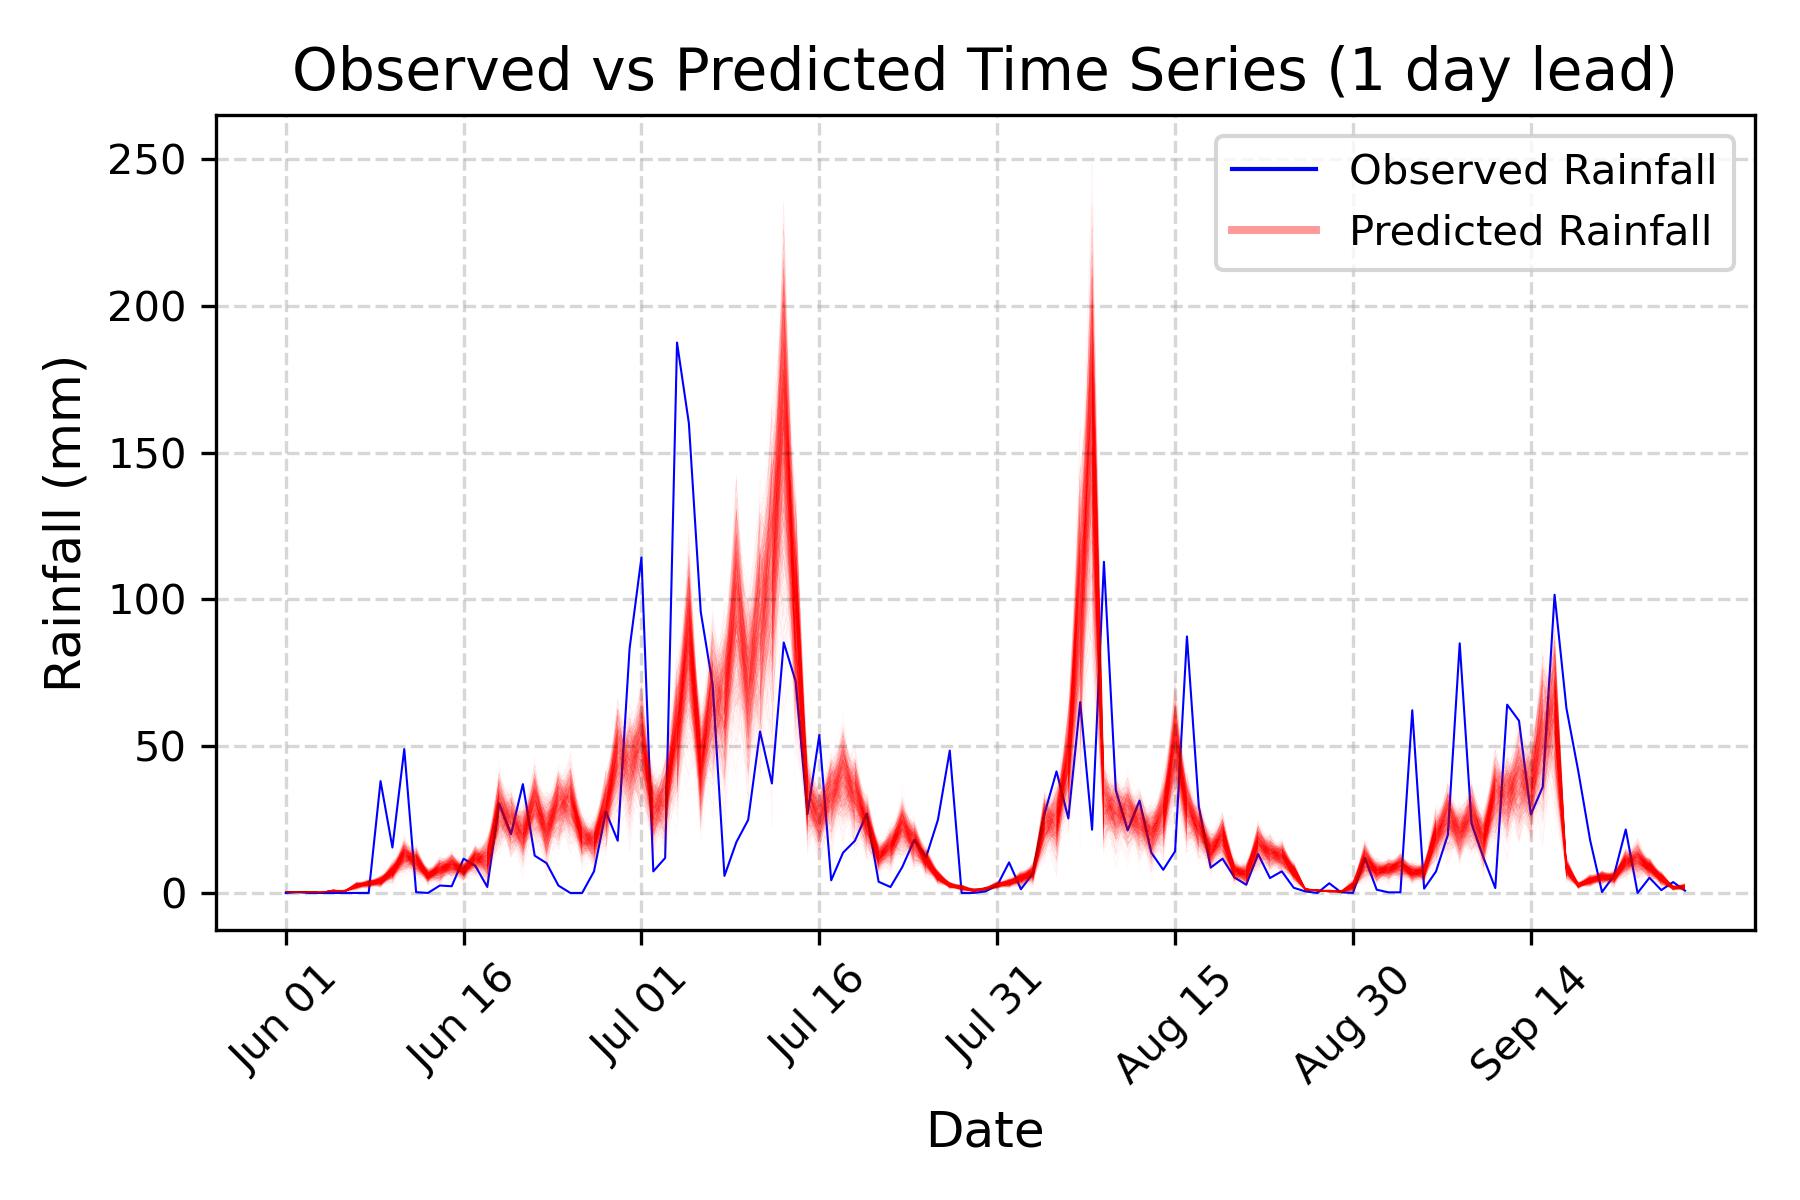 Observed vs Predicted Time Series (1 day lead)
Observed Rainfall
Predicted Rainfall
Rainfall (mm)
250
200
150
100
50
0
Jun 01
Jun 16
Jul 01
Jul 16
Jul 31
Aug 15
Aug 30
Sep 14
Date